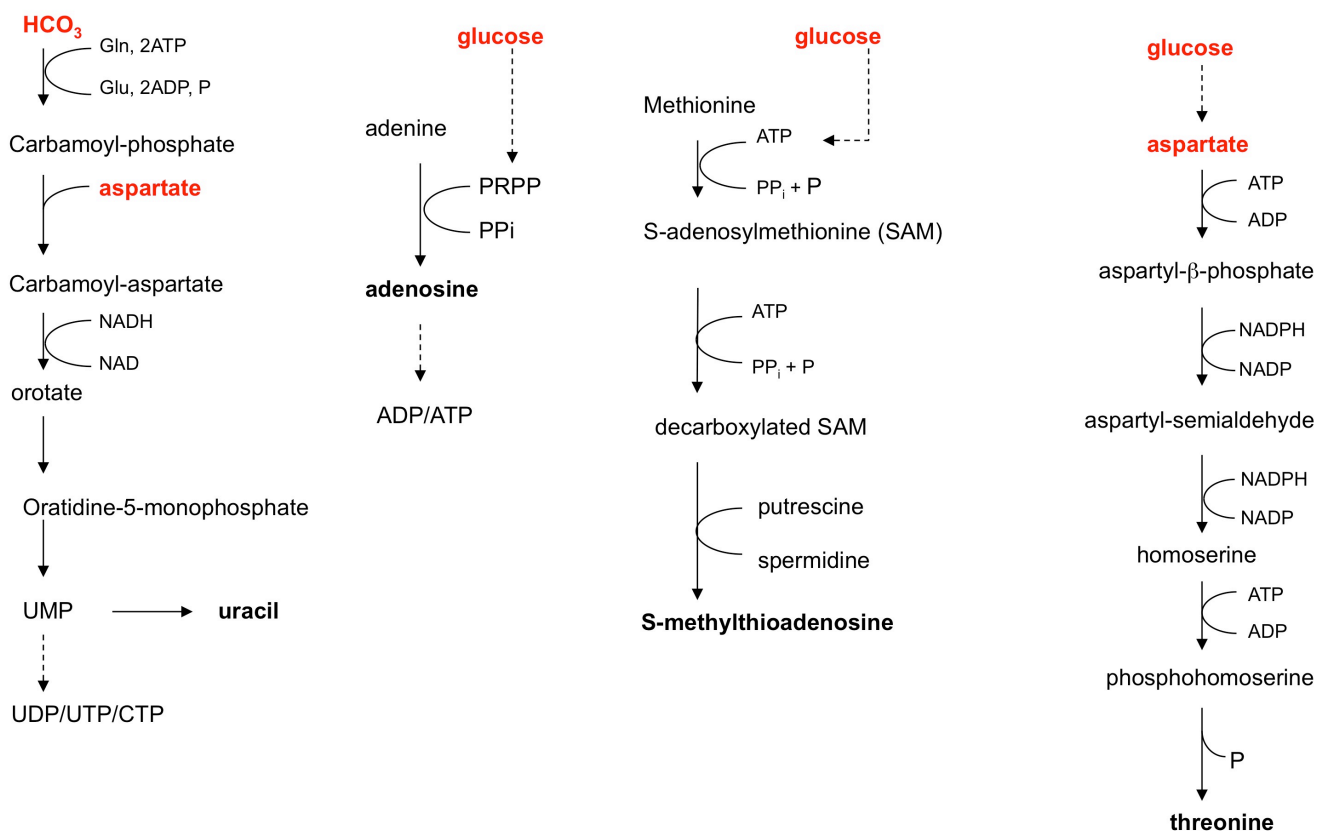 HCO3
Gln, 2ATP
Glu, 2ADP, P
Carbamoyl-phosphate
aspartate
Carbamoyl-aspartate
NADH
NAD
orotate
Oratidine-5-monophosphate
UMP
uracil
UDP/UTP/CTP
glucose
adenine
PRPP
PPi
adenosine
ADP/ATP
glucose
Methionine
ATP
PPi + P
S-adenosylmethionine (SAM)
ATP
PPi + P
decarboxylated SAM
putrescine
spermidine
S-methylthioadenosine
glucose
aspartate
ATP
ADP
aspartyl-β-phosphate
NADPH
NADP
aspartyl-semialdehyde
NADPH
NADP
homoserine
ATP
ADP
phosphohomoserine
P
threonine